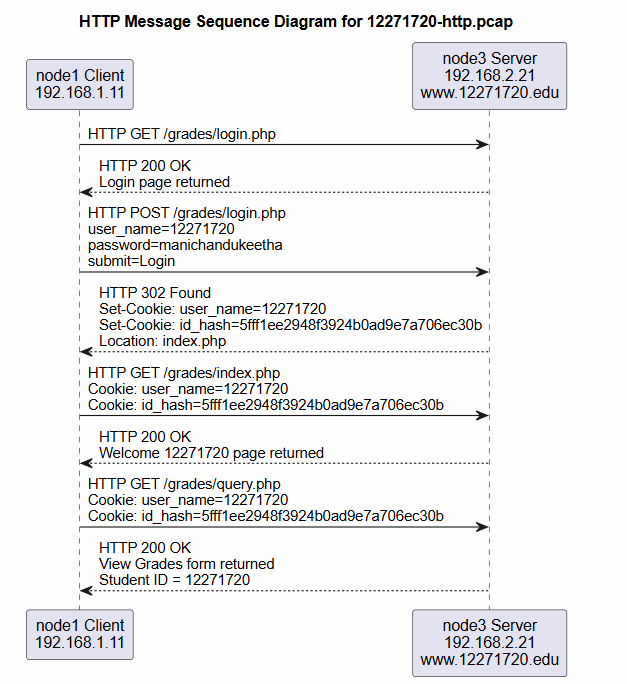 HTTP Message Sequence Diagram for 12271720-http.pcap
node1 Client
192.168.1.11
node3 Server
192.168.2.21
www.12271720.edu
HTTP GET /grades/login.php
HTTP 200 OK
Login page returned
HTTP POST /grades/login.php
user_name=12271720
password=manichandukeetha
submit=Login
HTTP 302 Found
Set-Cookie: user_name=12271720
Set-Cookie: id_hash=5fff1ee2948f3924b0ad9e7a706ec30b
Location: index.php
HTTP GET /grades/index.php
Cookie: user_name=12271720
Cookie: id_hash=5fff1ee2948f3924b0ad9e7a706ec30b
HTTP 200 OK
Welcome 12271720 page returned
HTTP GET /grades/query.php
Cookie: user_name=12271720
Cookie: id_hash=5fff1ee2948f3924b0ad9e7a706ec30b
HTTP 200 OK
View Grades form returned
Student ID = 12271720
node1 Client
192.168.1.11
node3 Server
192.168.2.21
www.12271720.edu